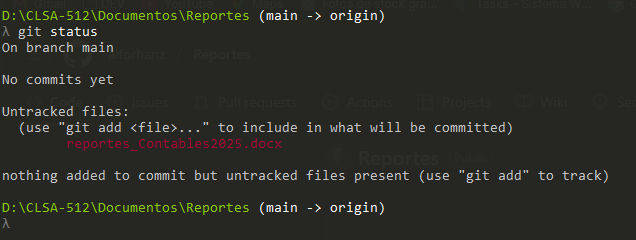 D:\CLSA-512\Documentos\Reportes (main -> origin)
λ git status
On branch main
No commits yet
Untracked files:
(use "git add <file>..." to include in what will be committed)
reportes_Contables2025.docx
nothing added to commit but untracked files present (use "git add" to track)
D:\CLSA-512\Documentos\Reportes (main -> origin)
λ